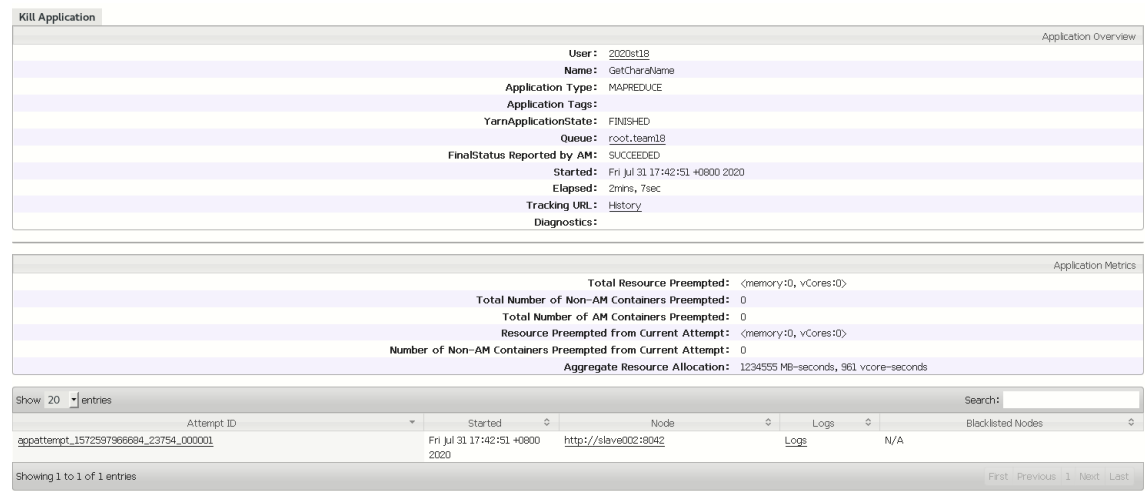 Kill Application
Application Overview
User: 2020st18
Name: GetCharaName
Application Type: MAPREDUCE
Application Tags:
YarnApplicationState: FINISHED
Queue: root.team18
FinalStatus Reported by AM: SUCCEEDED
Started: Fri Jul 31 17:42:51 +0800 2020
Elapsed: 2mins, 7sec
Tracking URL: History
Diagnostics:
Application Metrics
Total Resource Preempted: <memory:0, vCores:0>
Total Number of Non-AM Containers Preempted: 0
Total Number of AM Containers Preempted: 0
Resource Preempted from Current Attempt: <memory:0, vCores:0>
Number of Non-AM Containers Preempted from Current Attempt: 0
Aggregate Resource Allocation: 1234555 MB-seconds, 961 vcore-seconds
Show 20 entries Search:
Attempt ID Started Node Logs Blacklisted Nodes
appattempt_1572597966684_23754_000001 Fri Jul 31 17:42:51 +0800 http://slave002:8042 Logs N/A
2020
Showing 1 to 1 of 1 entries First Previous 1 Next Last